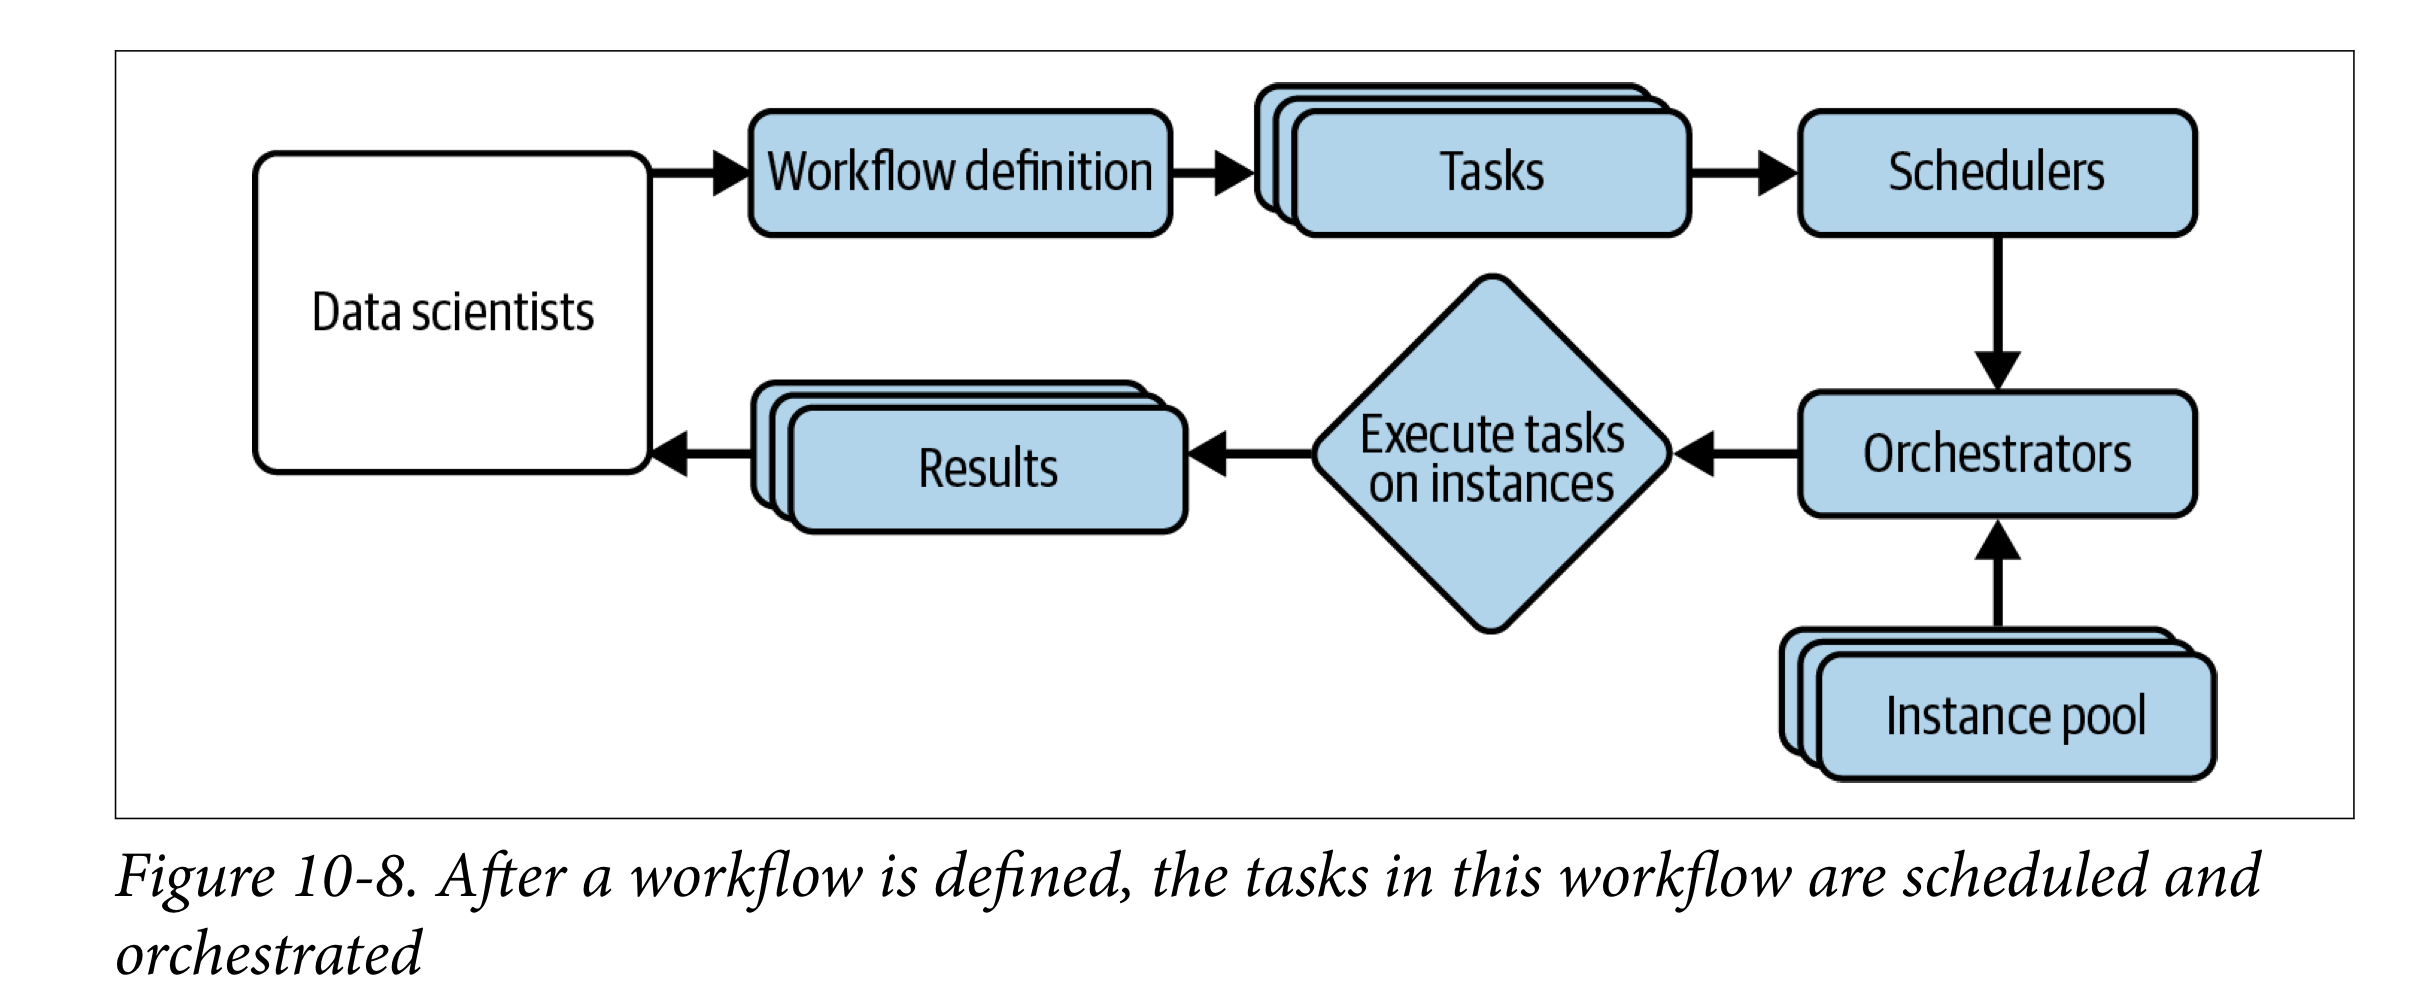 Workflow definition
Tasks
Schedulers
Data scientists
Execute tasks
on instances
Results
Orchestrators
Instance pool
Figure 10-8. After a workflow is defined, the tasks in this workflow are scheduled and
orchestrated